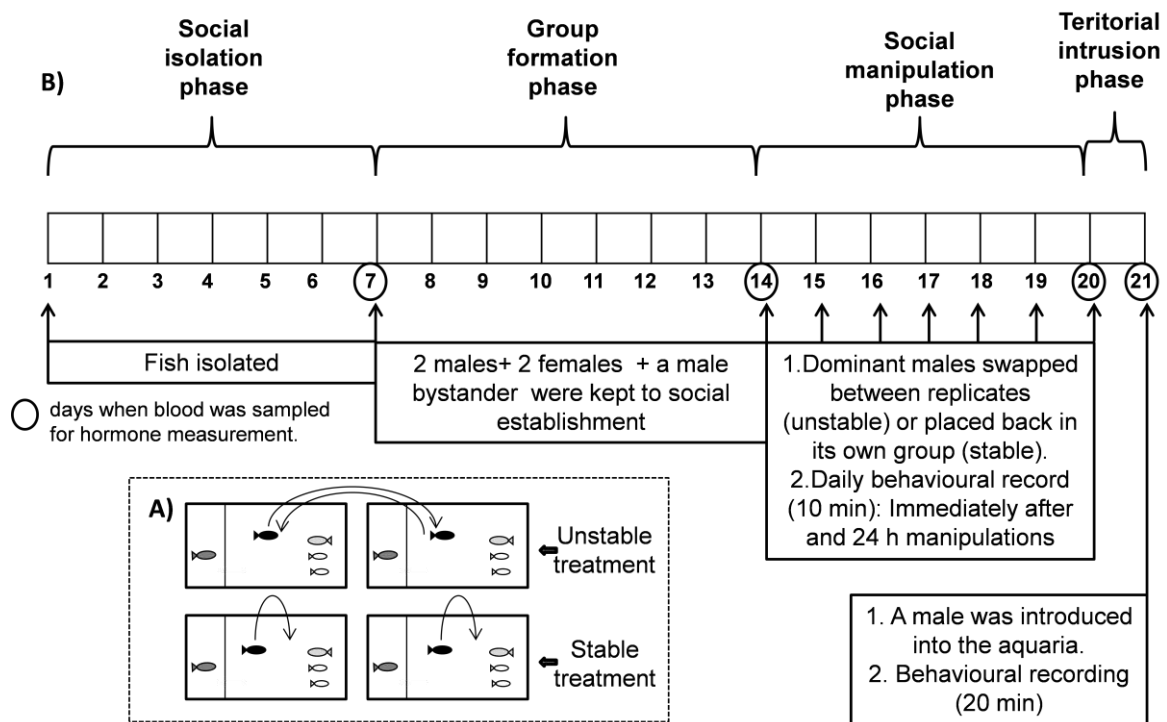 B)
Social
isolation
phase
Group
formation
phase
Social
manipulation
phase
Teritorial
intrusion
phase
1 2 3 4 5 6 7 8 9 10 11 12 13 14 15 16 17 18 19 20 21
Fish isolated
2 males+ 2 females + a male
bystander were kept to social
establishment
1.Dominant males swapped
between replicates
(unstable) or placed back in
its own group (stable).
2.Daily behavioural record
(10 min): Immediately after
and 24 h manipulations
days when blood was sampled
for hormone measurement.
A)
Unstable
treatment
Stable
treatment
1. A male was introduced
into the aquaria.
2. Behavioural recording
(20 min)